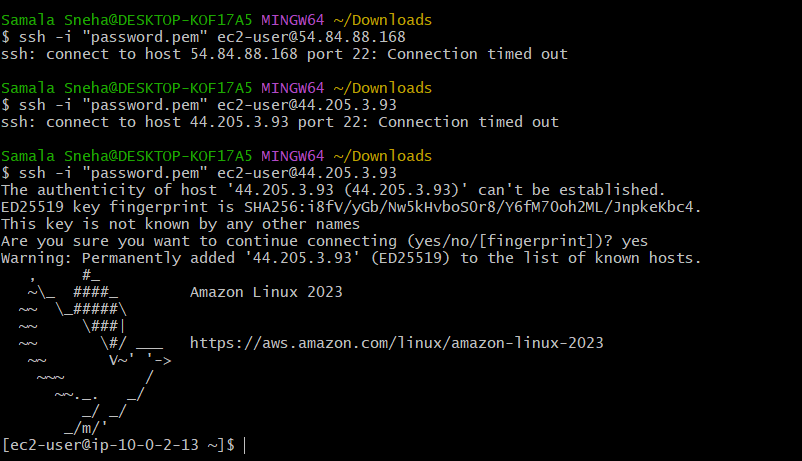 Samala Sneha@DESKTOP-KOF17A5 MINGW64 ~/Downloads
$ ssh -i "password.pem" ec2-user@54.84.88.168
ssh: connect to host 54.84.88.168 port 22: Connection timed out

Samala Sneha@DESKTOP-KOF17A5 MINGW64 ~/Downloads
$ ssh -i "password.pem" ec2-user@44.205.3.93
ssh: connect to host 44.205.3.93 port 22: Connection timed out

Samala Sneha@DESKTOP-KOF17A5 MINGW64 ~/Downloads
$ ssh -i "password.pem" ec2-user@44.205.3.93
The authenticity of host '44.205.3.93 (44.205.3.93)' can't be established.
ED25519 key fingerprint is SHA256:i8fV/yGb/Nw5kHvboS0r8/Y6fM70oh2ML/JnpkeKbc4.
This key is not known by any other names
Are you sure you want to continue connecting (yes/no/[fingerprint])? yes
Warning: Permanently added '44.205.3.93' (ED25519) to the list of known hosts.
   ,     #_
   ~\_  ####_        Amazon Linux 2023
  ~~  \_#####\
  ~~     \###|
  ~~       \#/ ___   https://aws.amazon.com/linux/amazon-linux-2023
   ~~       V~' '->
    ~~~         /
      ~~._.   _/
         _/ _/
       _/m/'
[ec2-user@ip-10-0-2-13 ~]$